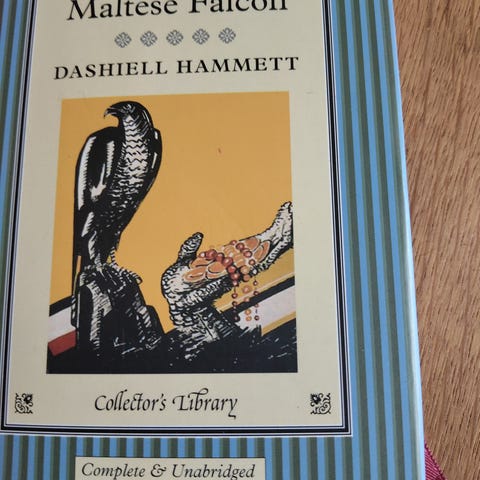 Maltese Falcon
DASHIELL HAMMETT
Collector's Library
Complete & Unabridged